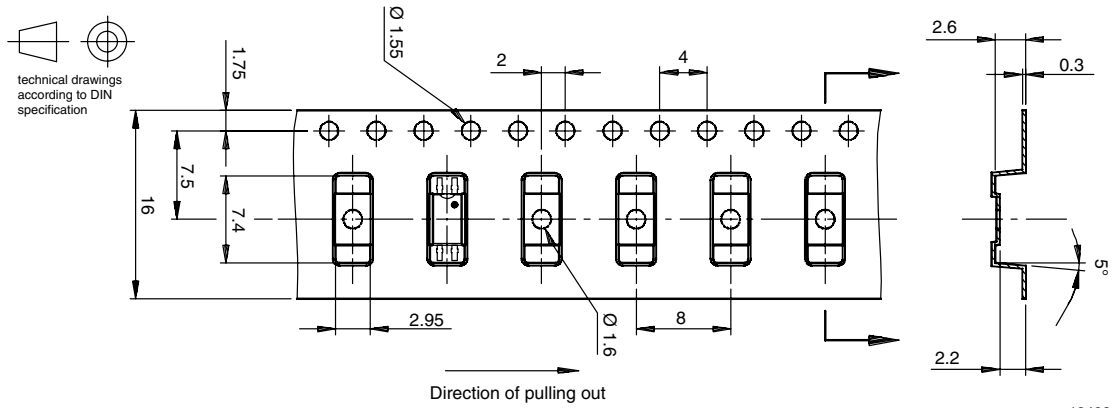 technical drawings
according to DIN
specification
1.75
Ø 1.55
2
4
2.6
0.3
16
7.5
7.4
5°
2.95
Ø 1.6
8
2.2
Direction of pulling out